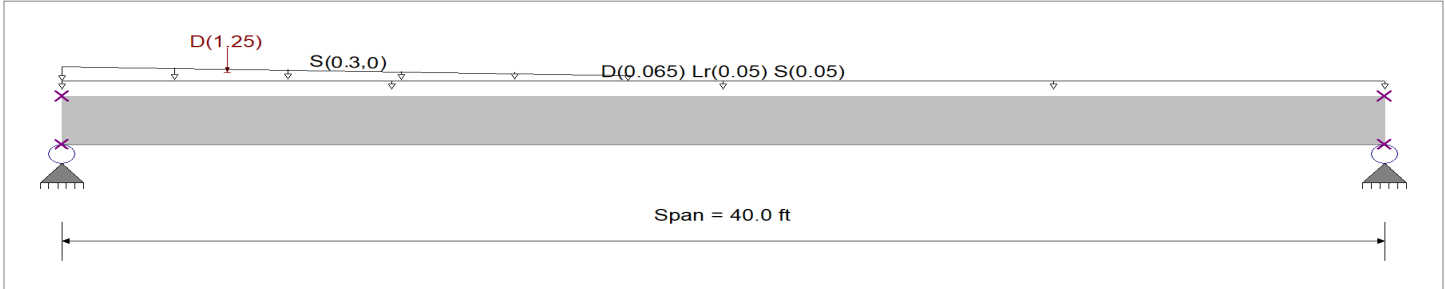 D(1.25)
S(0.3,0)
D(0.065) Lr(0.05) S(0.05)
Span = 40.0 ft